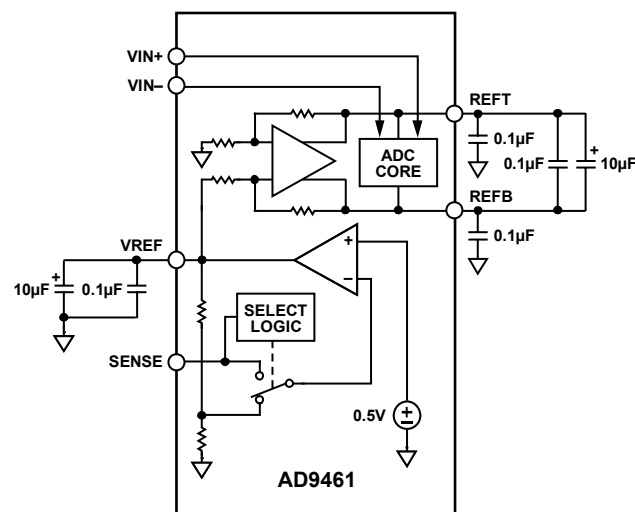 VIN+
VIN–
REFT
0.1µF
ADC
CORE
0.1µF
10µF
+
REFB
0.1µF
VREF
+
–
+
10µF
0.1µF
SELECT
LOGIC
SENSE
0.5V
AD9461